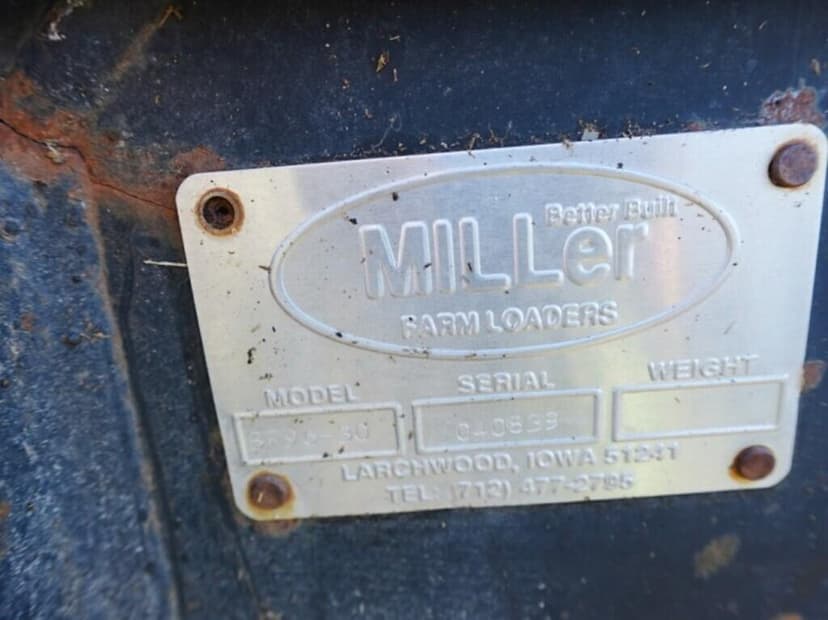 Better Built
MILLer
FARM LOADERS
MODEL SERIAL WEIGHT
LARCHWOOD, IOWA 51241
TEL: (712) 477-2795